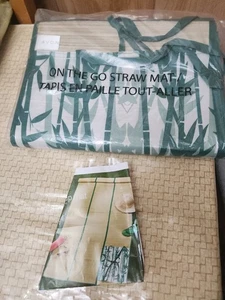 ON THE GO STRAW MAT/
TAPIS EN PAILLE TOUT-ALLER